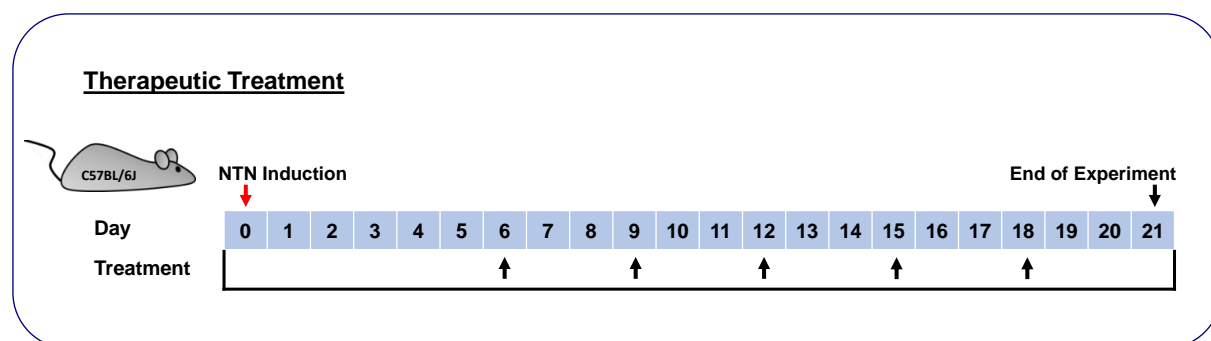 Therapeutic Treatment
C57BL/6J
NTN Induction
End of Experiment
Day 0 1 2 3 4 5 6 7 8 9 10 11 12 13 14 15 16 17 18 19 20 21
Treatment